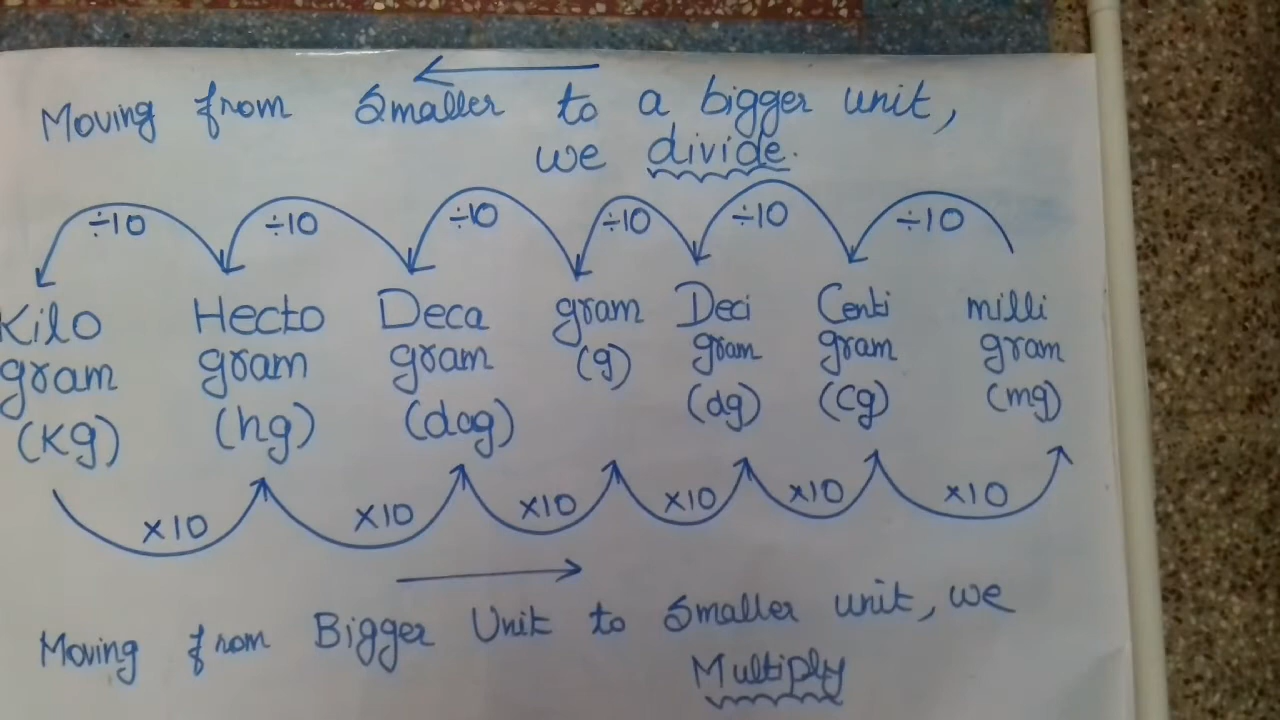 Moving from Smaller to a bigger unit,
we divide.
÷10 ÷10 ÷10 ÷10 ÷10 ÷10
Kilo Hecto Deca gram Deci Centi milli
gram gram gram (g) gram gram gram
(Kg) (hg) (dag) (dg) (Cg) (mg)
×10 ×10 ×10 ×10 ×10 ×10
Moving from Bigger Unit to Smaller unit, we
Multiply